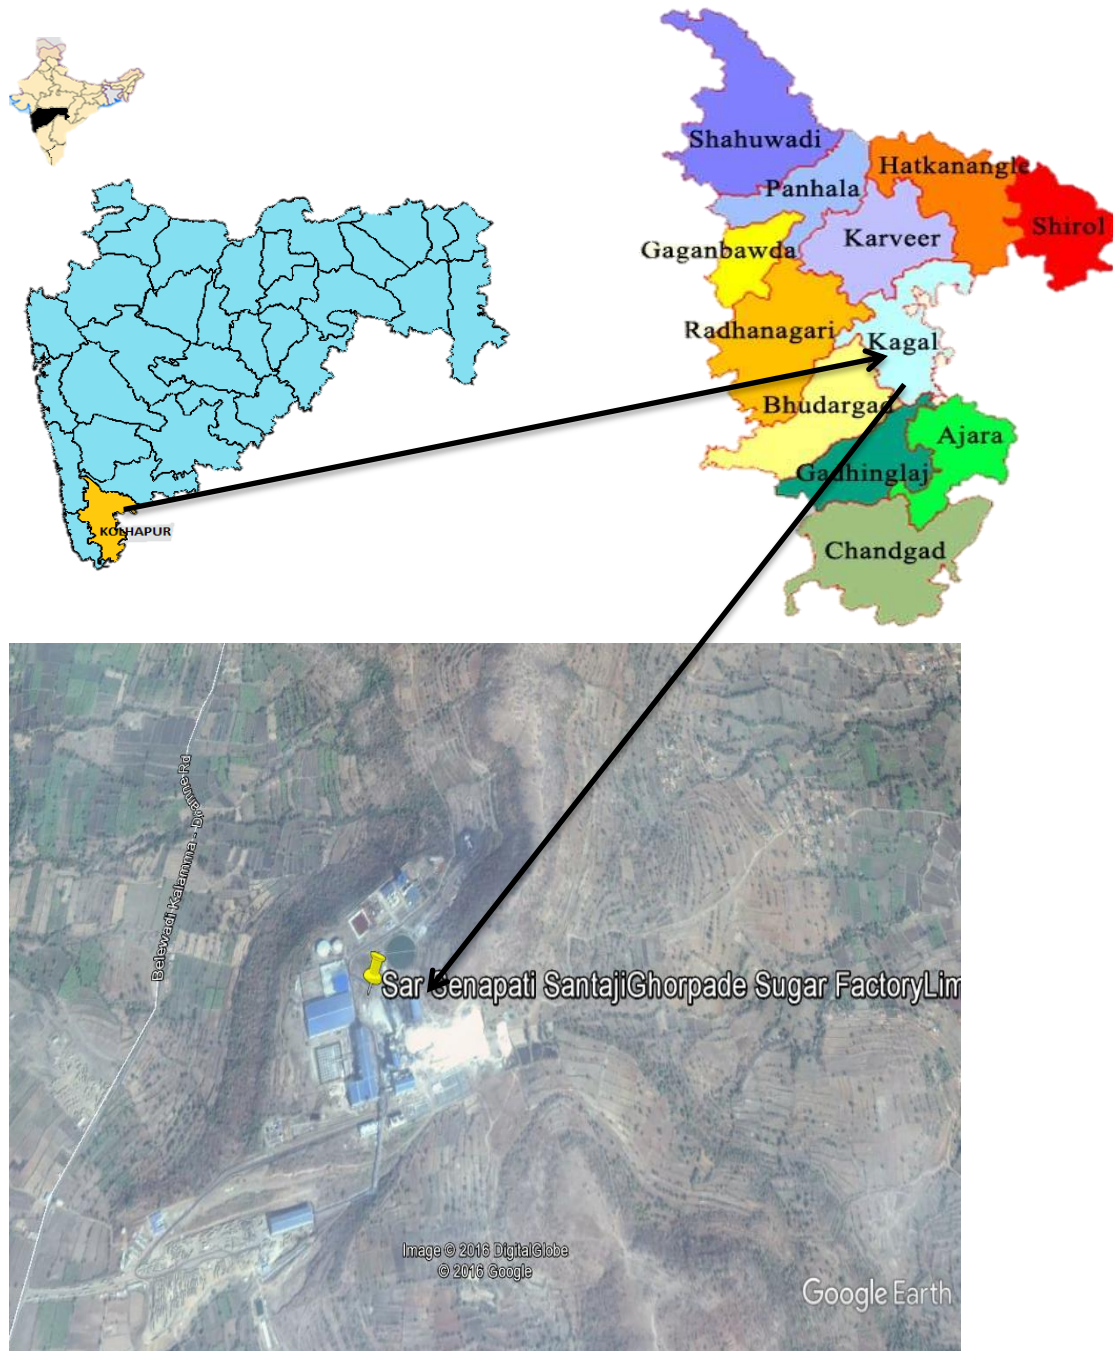 Shahuwadi
Hatkanangle
Panhala
Shirol
Karveer
Gaganbawda
Radhanagari
Kagal
Bhudargad
Ajara
Gadhinglaj
KOLHAPUR
Chandgad
Belewadi Kalamma -
Rd
Sar Senapati SantajiGhorpade Sugar FactoryLim
Image © 2016 DigitalGlobe
© 2016 Google
Google Earth